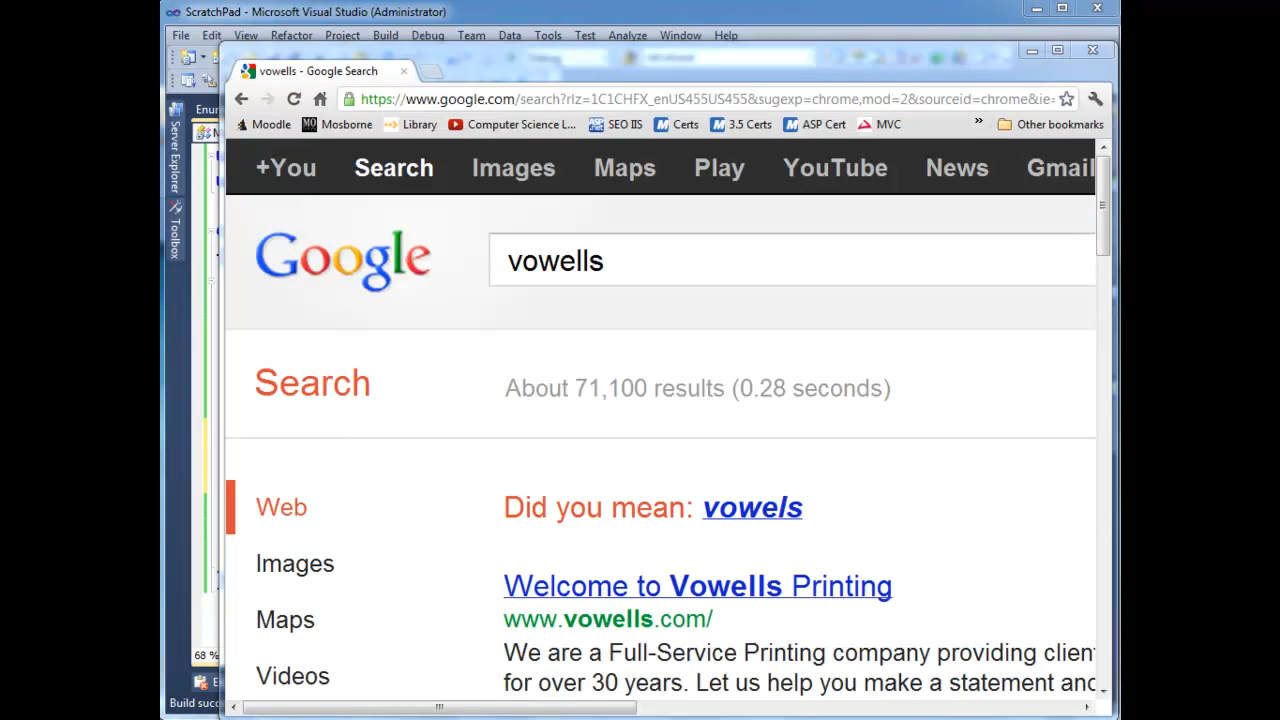 ScratchPad - Microsoft Visual Studio (Administrator)
File Edit View Refactor Project Build Debug Team Data Tools Test Analyze Window Help
vowells - Google Search
https://www.google.com/search?rlz=1C1CHFX_enUS455US455&sugexp=chrome,mod=2&sourceid=chrome&ie=
Moodle Mosborne Library Computer Science L... SEO IIS Certs 3.5 Certs ASP Cert MVC » Other bookmarks
Server Explorer
Toolbox
+You Search Images Maps Play YouTube News Gmail
Google
vowells
Search
About 71,100 results (0.28 seconds)
Web
Did you mean: vowels
Images
Welcome to Vowells Printing
Maps
www.vowells.com/
We are a Full-Service Printing company providing clien
Videos
for over 30 years. Let us help you make a statement and
68 %
Build succ